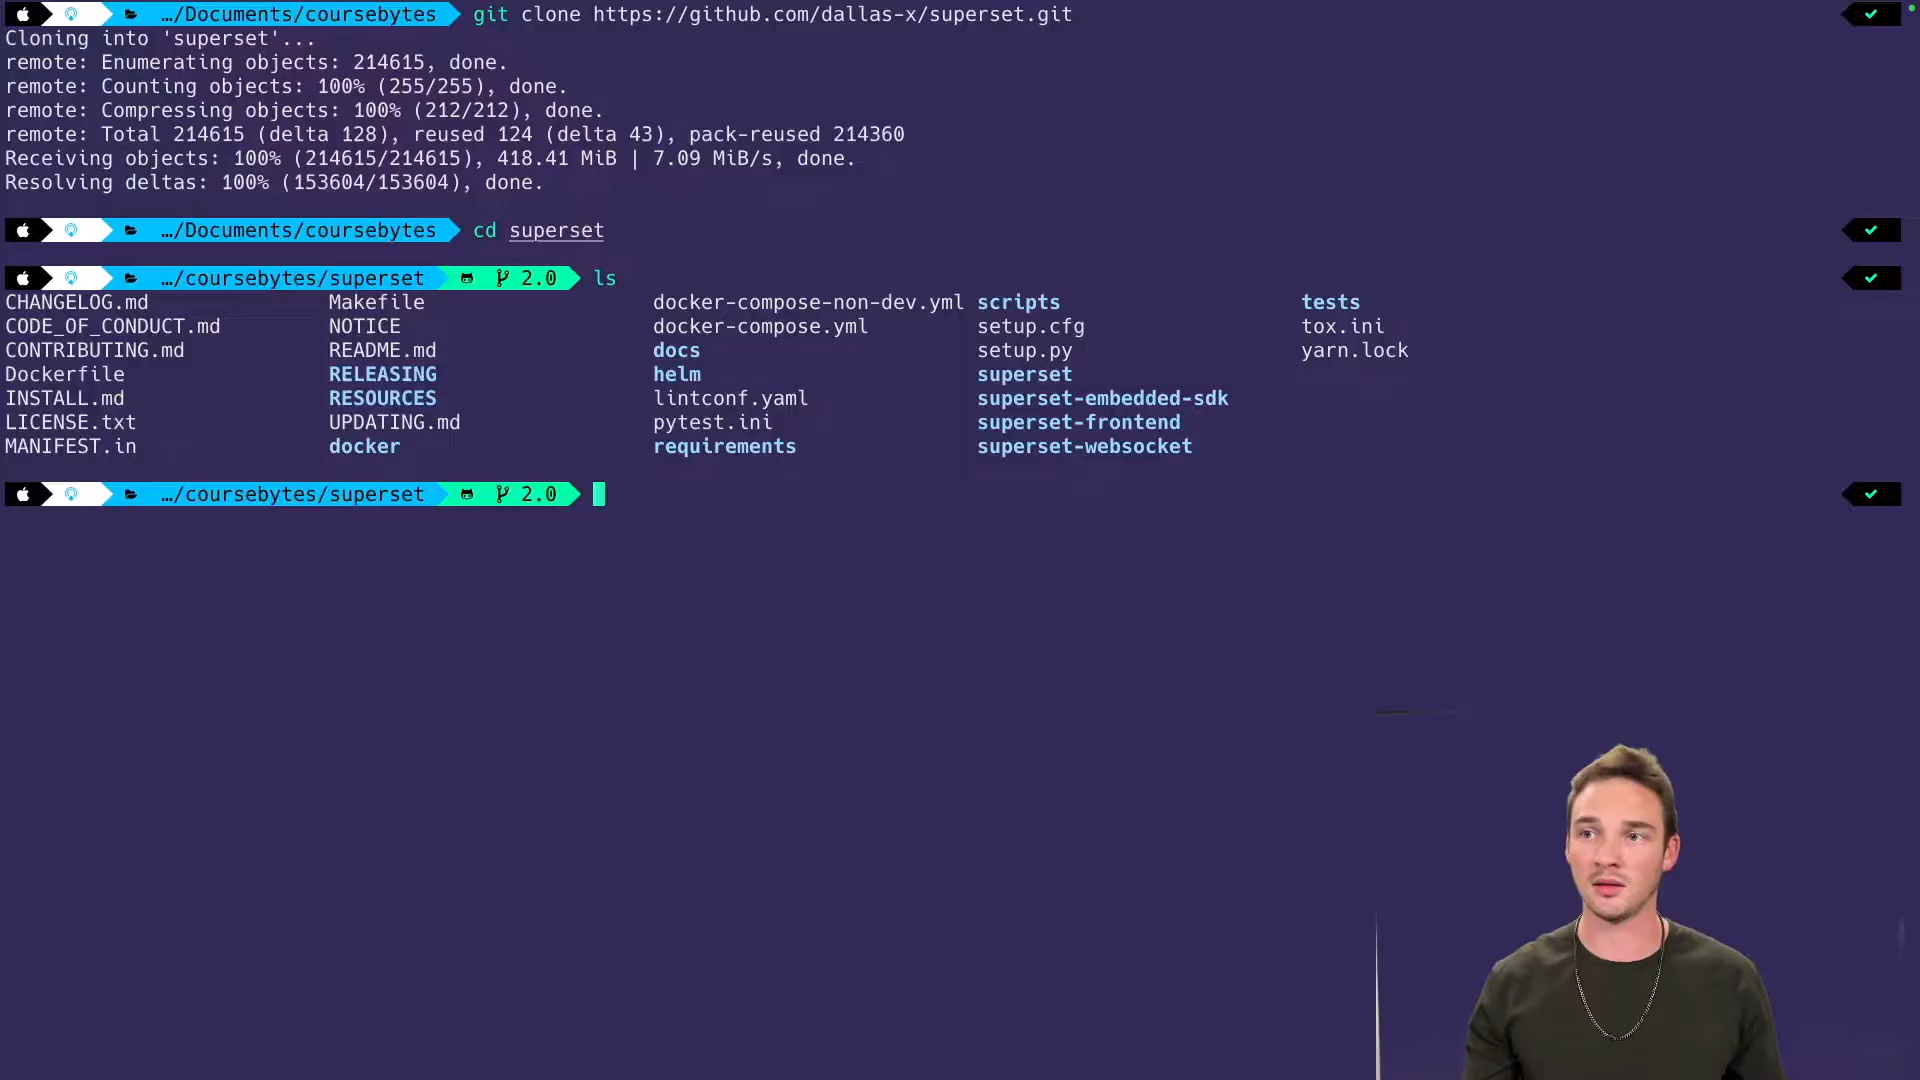 …/Documents/coursebytes git clone https://github.com/dallas-x/superset.git
Cloning into 'superset'...
remote: Enumerating objects: 214615, done.
remote: Counting objects: 100% (255/255), done.
remote: Compressing objects: 100% (212/212), done.
remote: Total 214615 (delta 128), reused 124 (delta 43), pack-reused 214360
Receiving objects: 100% (214615/214615), 418.41 MiB | 7.09 MiB/s, done.
Resolving deltas: 100% (153604/153604), done.
…/Documents/coursebytes cd superset
…/coursebytes/superset 2.0 ls
CHANGELOG.md Makefile docker-compose-non-dev.yml scripts tests
CODE_OF_CONDUCT.md NOTICE docker-compose.yml setup.cfg tox.ini
CONTRIBUTING.md README.md docs setup.py yarn.lock
Dockerfile RELEASING helm superset
INSTALL.md RESOURCES lintconf.yaml superset-embedded-sdk
LICENSE.txt UPDATING.md pytest.ini superset-frontend
MANIFEST.in docker requirements superset-websocket
…/coursebytes/superset 2.0